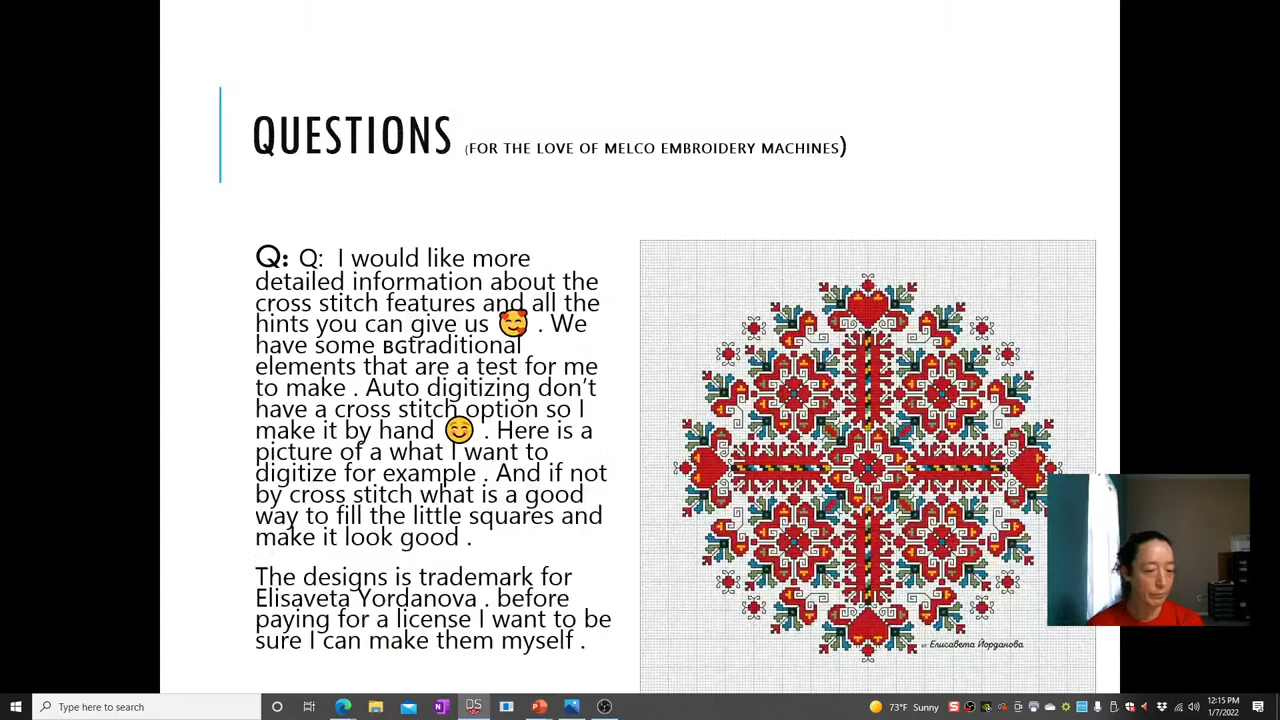 QUESTIONS (FOR THE LOVE OF MELCO EMBROIDERY MACHINES)
Q: Q: I would like more
detailed information about the
cross stitch features and all the
hints you can give us 🥰 . We
have some BGtraditional
elements that are a test for me
to make . Auto digitizing don’t
have a cross stitch option so I
make it by hand 😊 . Here is a
picture of a what I want to
digitize for example . And if not
by cross stitch what is a good
way to fill the little squares and
make it look good .
The designs is trademark for
Elisaveta Yordanova . before
paying for a license I want to be
sure I can make them myself .
Елисавета Йорданова
Type here to search
N
DS
P
73°F Sunny
12:15 PM
1/7/2022